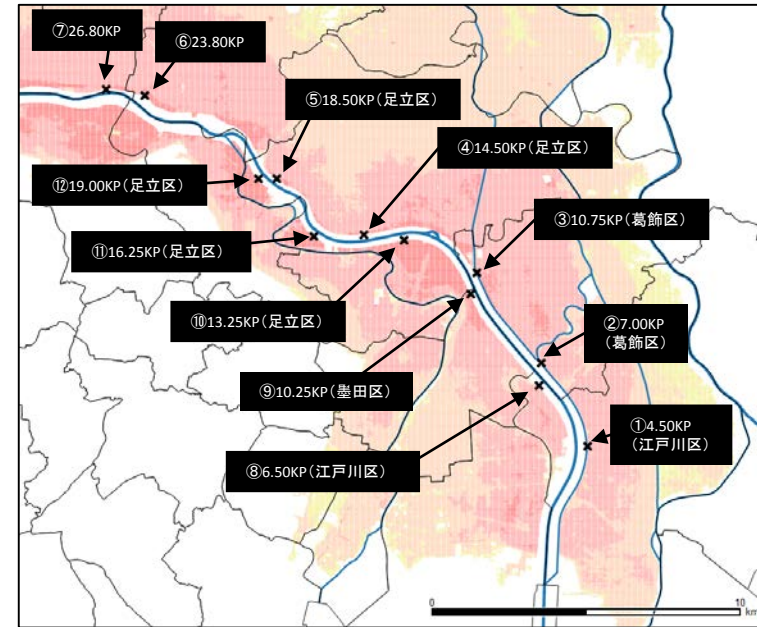 ⑦26.80KP
⑥23.80KP
⑤18.50KP(足立区)
④14.50KP(足立区)
⑫19.00KP(足立区)
③10.75KP(葛飾区)
⑪16.25KP(足立区)
⑩13.25KP(足立区)
②7.00KP
(葛飾区)
⑨10.25KP(墨田区)
①4.50KP
(江戸川区)
⑧6.50KP(江戸川区)
0
10
km